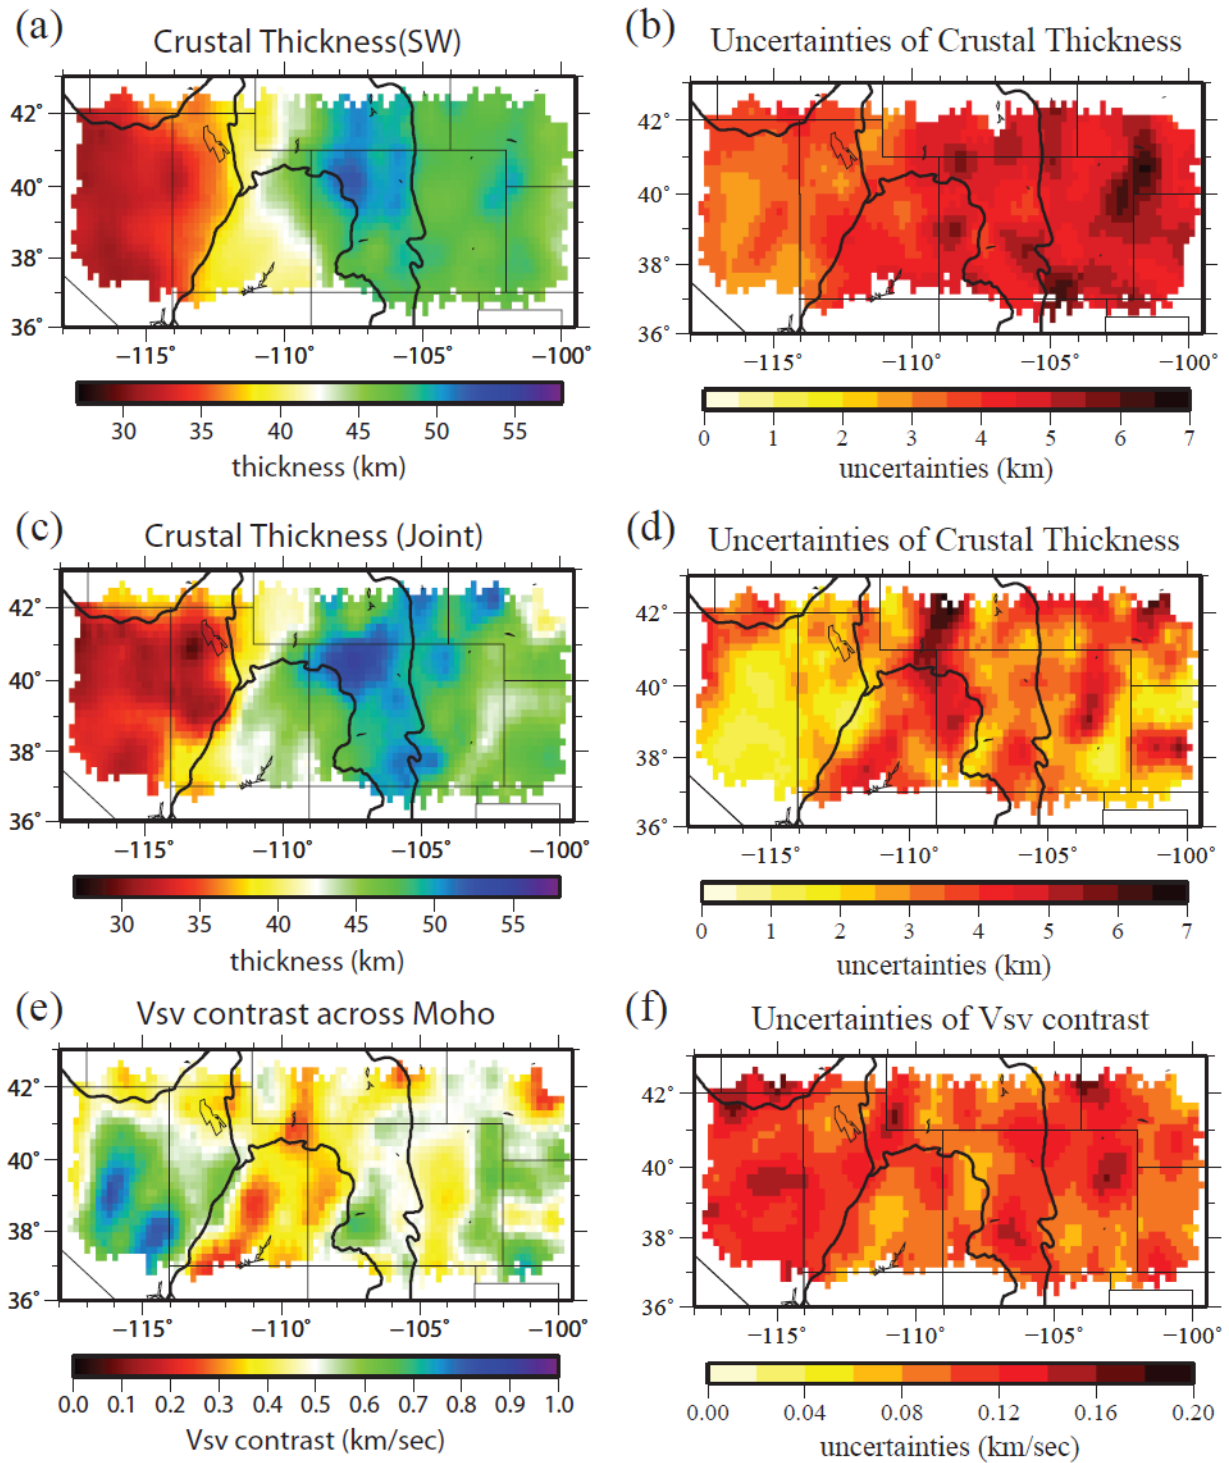 (a)
Crustal Thickness(SW)
42°
40°
38°
36°
−115° −110° −105° −100°
30 35 40 45 50 55
thickness (km)
(b)
Uncertainties of Crustal Thickness
42˚
40˚
38˚
36˚
−115˚ −110˚ −105˚ −100˚
0 1 2 3 4 5 6 7
uncertainties (km)
(c)
Crustal Thickness (Joint)
42°
40°
38°
36°
−115° −110° −105° −100°
30 35 40 45 50 55
thickness (km)
(d)
Uncertainties of Crustal Thickness
42˚
40˚
38˚
36˚
−115˚ −110˚ −105˚ −100˚
0 1 2 3 4 5 6 7
uncertainties (km)
(e)
Vsv contrast across Moho
42°
40°
38°
36°
−115° −110° −105° −100°
0.0 0.1 0.2 0.3 0.4 0.5 0.6 0.7 0.8 0.9 1.0
Vsv contrast (km/sec)
(f)
Uncertainties of Vsv contrast
42˚
40˚
38˚
36˚
−115˚ −110˚ −105˚ −100˚
0.00 0.04 0.08 0.12 0.16 0.20
uncertainties (km/sec)